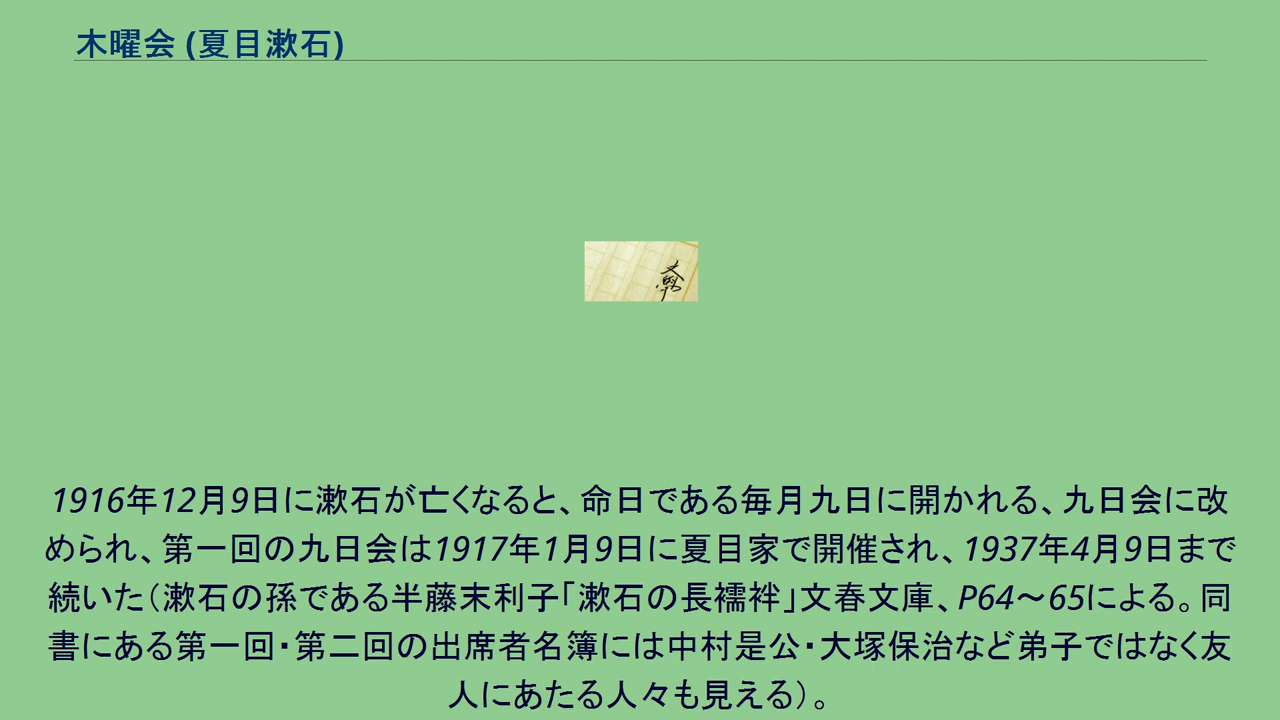 木曜会 (夏目漱石)
1916年12月9日に漱石が亡くなると、命日である毎月九日に開かれる、九日会に改
められ、第一回の九日会は1917年1月9日に夏目家で開催され、1937年4月9日まで
続いた（漱石の孫である半藤末利子「漱石の長襦袢」文春文庫、P64～65による。同
書にある第一回・第二回の出席者名簿には中村是公・大塚保治など弟子ではなく友
人にあたる人々も見える）。